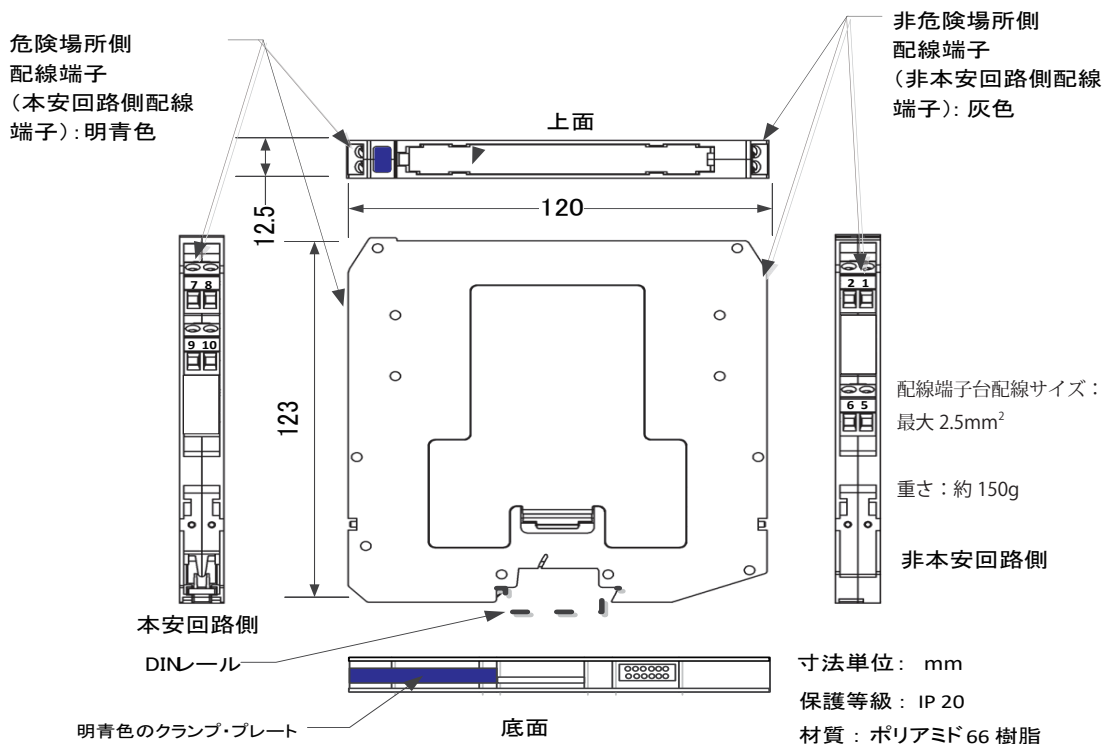 危険場所側
配線端子
（本安回路側配線
端子）：明青色
非危険場所側
配線端子
（非本安回路側配線
端子）：灰色
上面
12.5
120
7 8
9 10
123
2 1
6 5
配線端子台配線サイズ：
最大 2.5mm²
重さ：約 150g
非本安回路側
本安回路側
DINレール
明青色のクランプ・プレート
底面
寸法単位： mm
保護等級： IP 20
材質：ポリアミド 66 樹脂